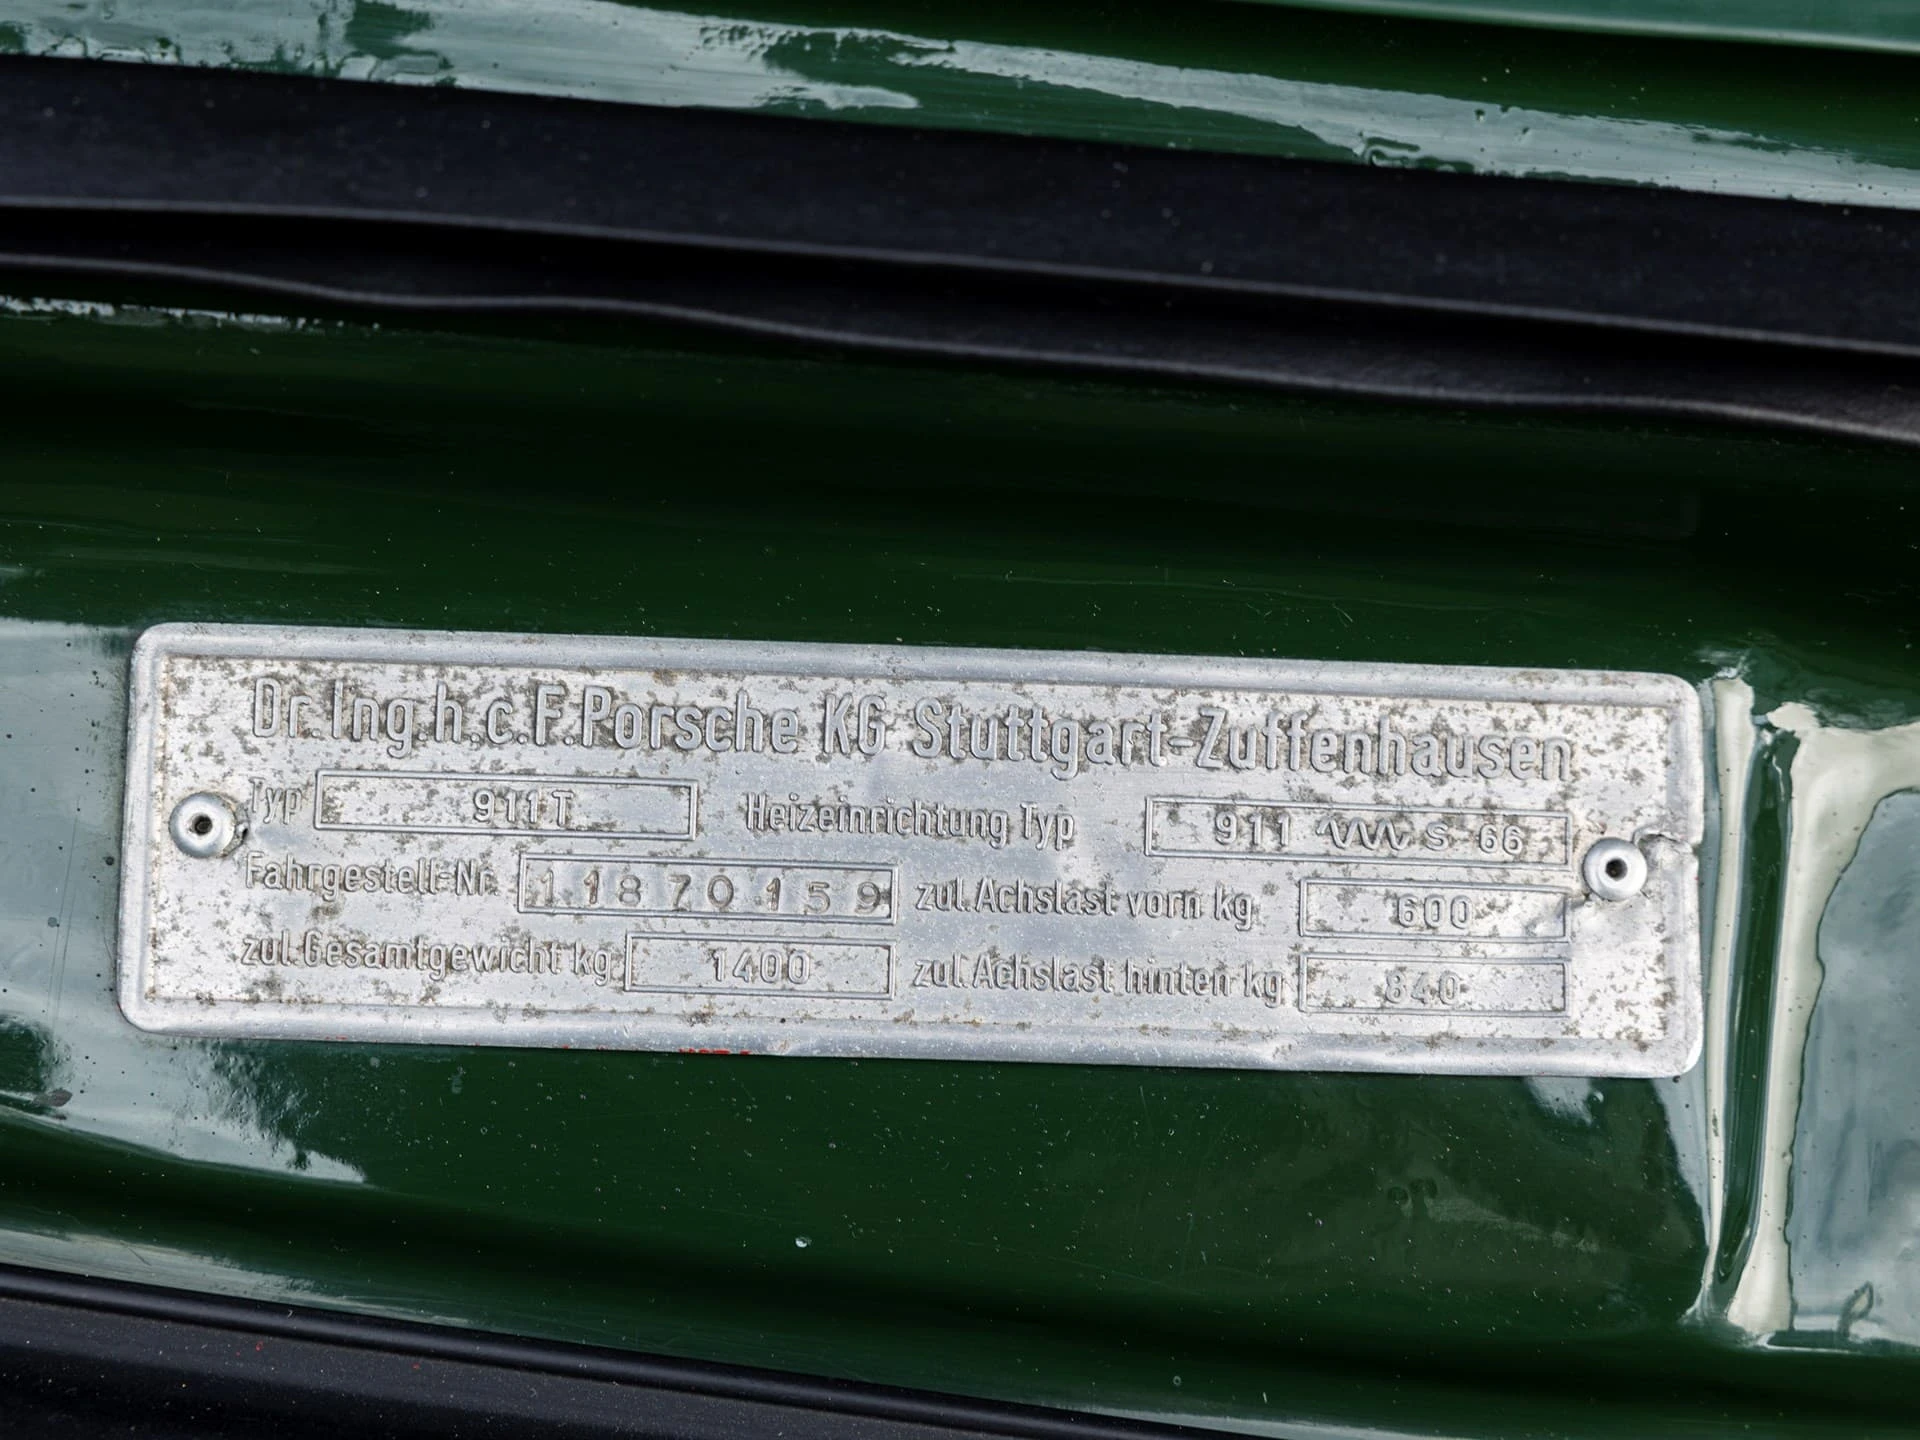 Dr.Ing.h.c.F.Porsche KG Stuttgart-Zuffenhausen
Typ 911T Heizeinrichtung Typ 911 S 66
Fahrgestell-Nr. 11870159 zul.Achslast vorn kg 600
zul.Gesamtgewicht kg 1400 zul.Achslast hinten kg 840